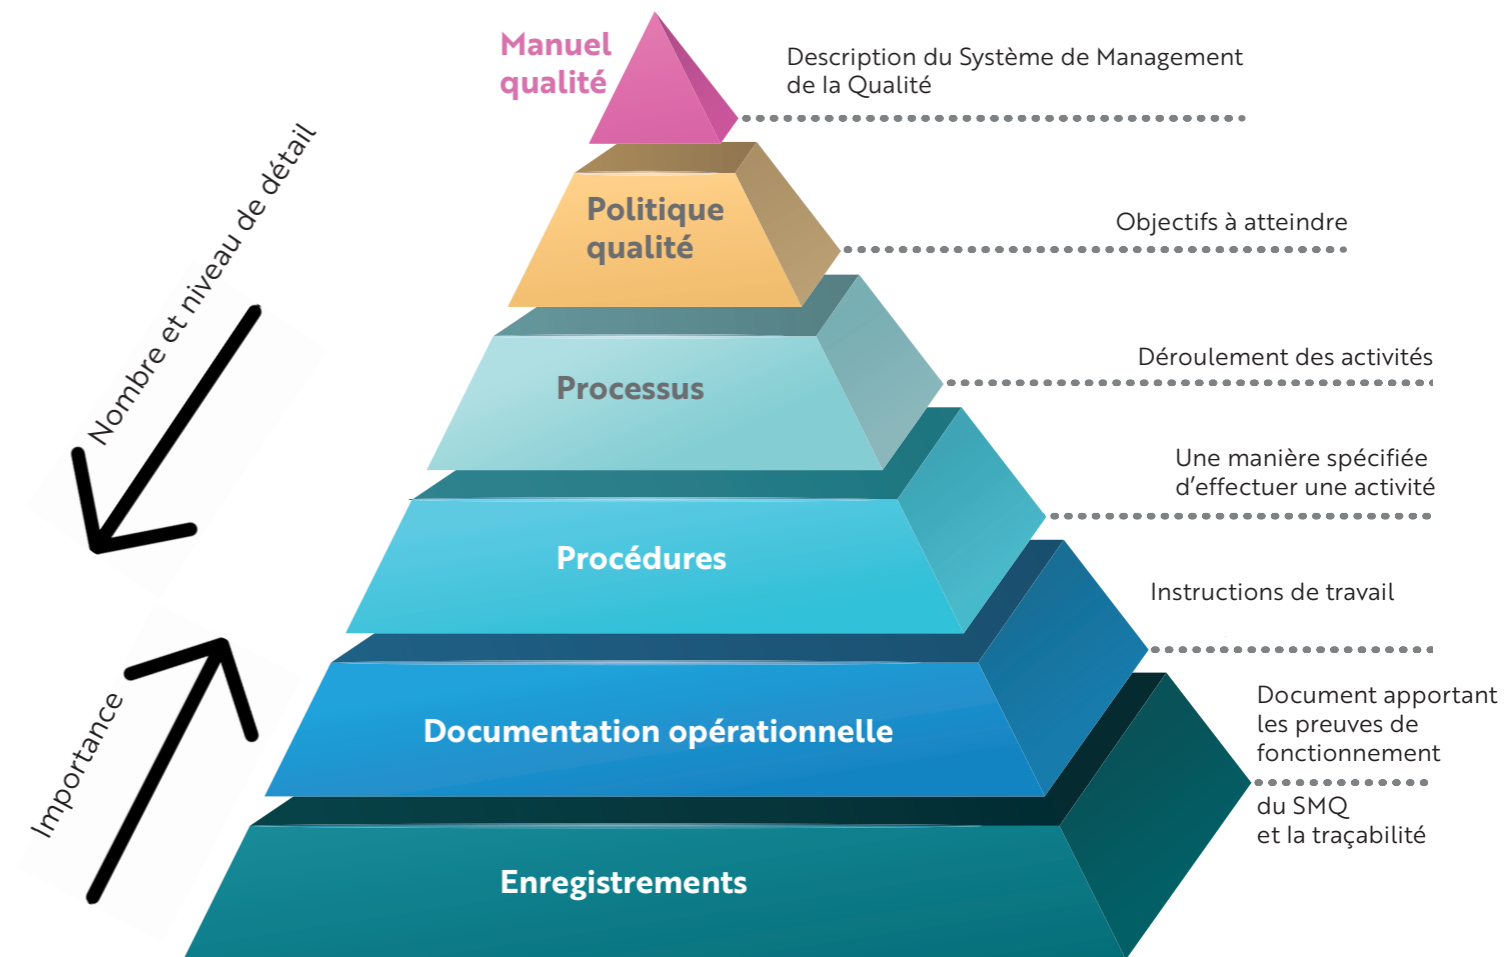 Manuel
qualité
Description du Système de Management
de la Qualité
Politique
qualité
Objectifs à atteindre
Processus
Déroulement des activités
Procédures
Une manière spécifiée
d’effectuer une activité
Documentation opérationnelle
Instructions de travail
Enregistrements
Document apportant
les preuves de
fonctionnement
du SMQ
et la traçabilité
Nombre et niveau de détail
Importance